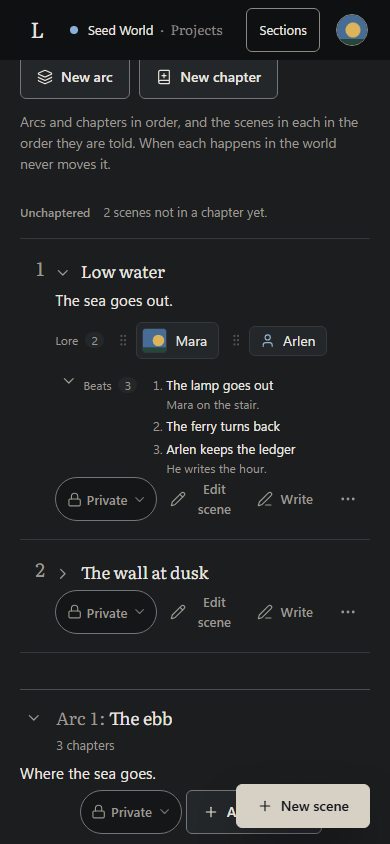 L Seed World · Projects Sections
New arc New chapter
Arcs and chapters in order, and the scenes in each in the
order they are told. When each happens in the world
never moves it.
Unchaptered 2 scenes not in a chapter yet.
1 Low water
The sea goes out.
Lore 2 Mara Arlen
Beats 3 1. The lamp goes out
Mara on the stair.
2. The ferry turns back
3. Arlen keeps the ledger
He writes the hour.
Private Edit scene Write
2 The wall at dusk
Private Edit scene Write
Arc 1: The ebb
3 chapters
Where the sea goes.
Private
New scene